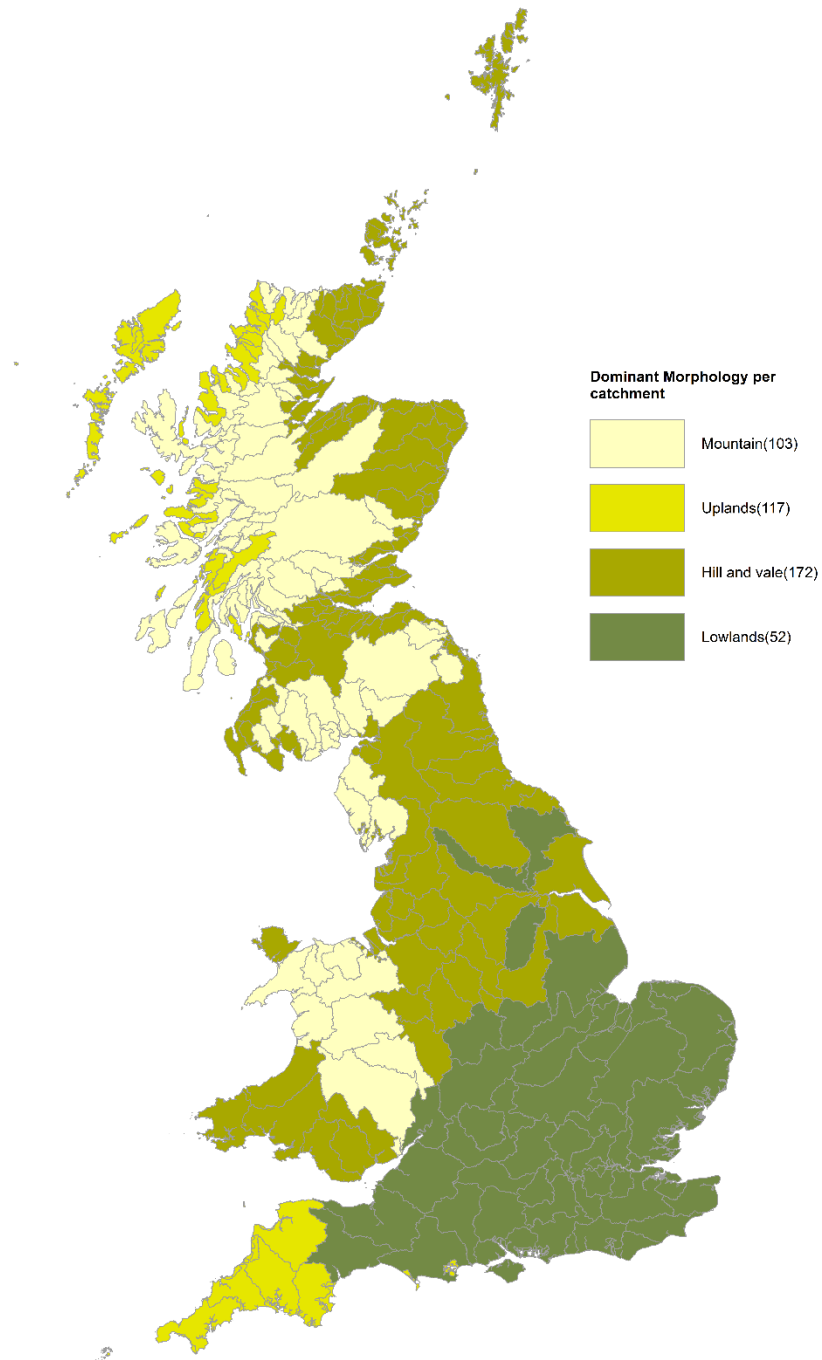 Dominant Morphology per
catchment
Mountain(103)
Uplands(117)
Hill and vale(172)
Lowlands(52)